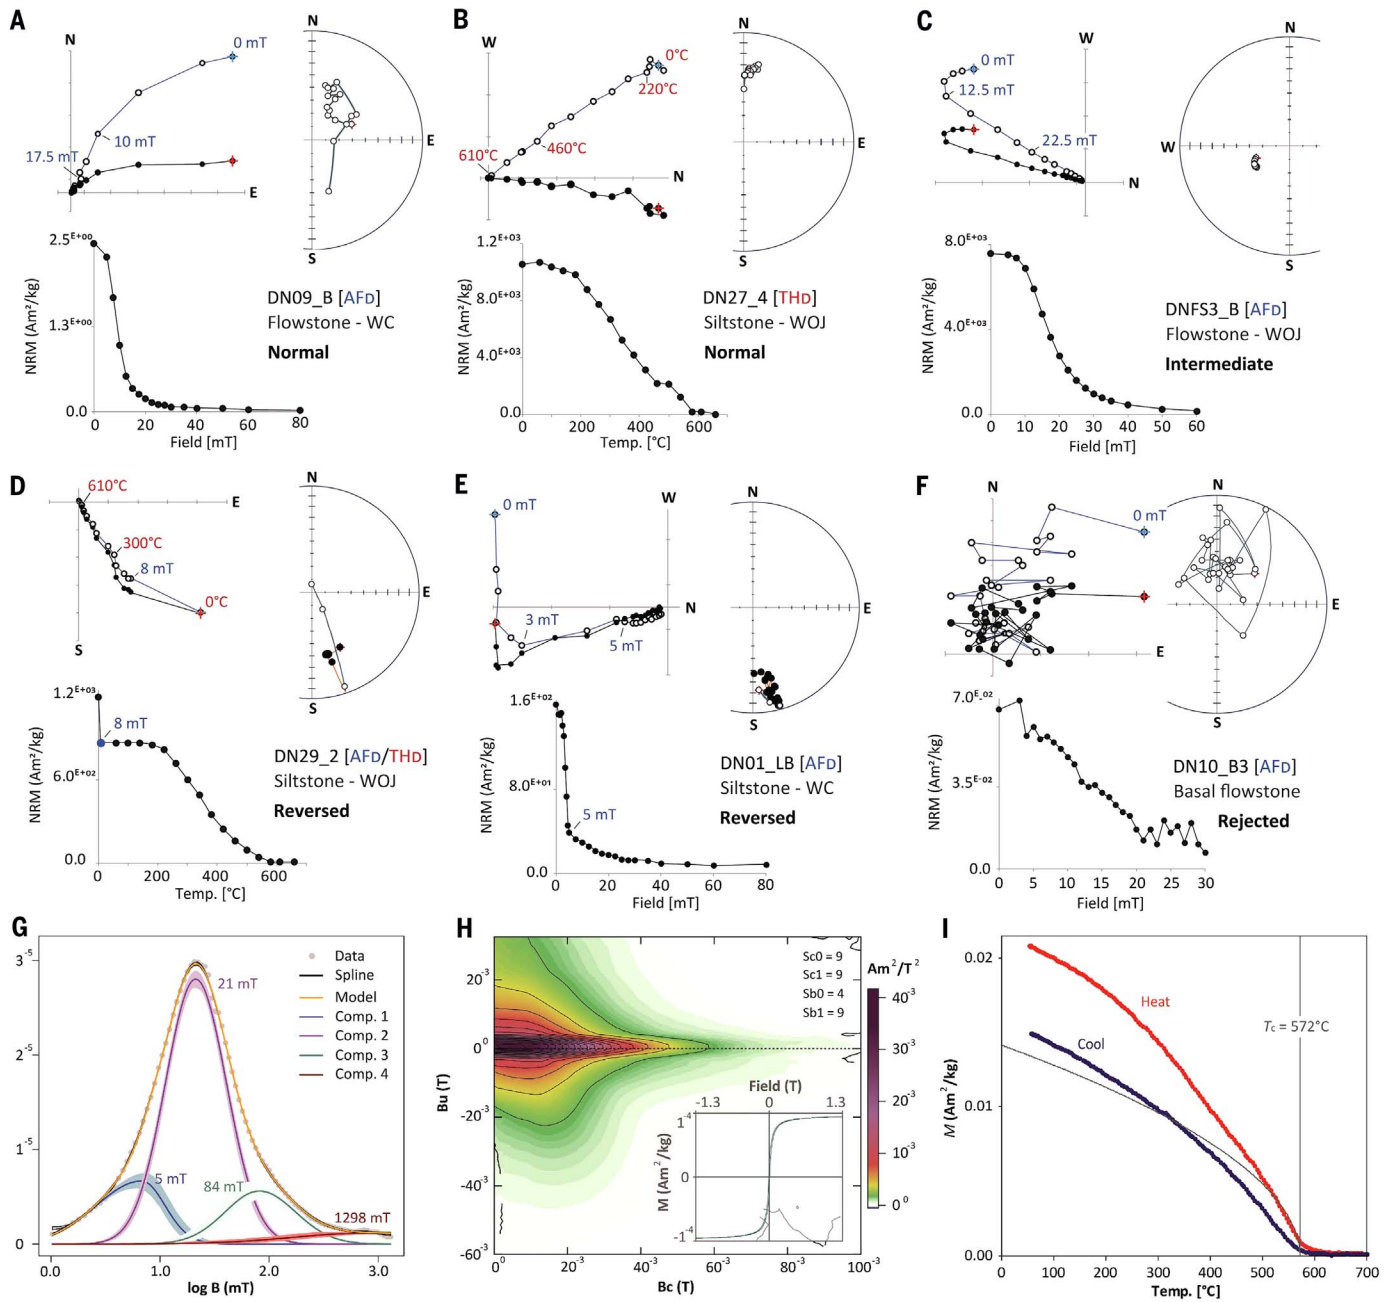 A
N
0 mT
10 mT
17.5 mT
E
N
E
S
2.5E+00
1.3E+00
0.0
NRM (Am²/kg)
0 20 40 60 80
Field [mT]
DN09_B [AFD]
Flowstone - WC
Normal
B
W
0°C
220°C
460°C
610°C
N
N
E
S
1.2E+03
8.0E+03
4.0E+03
0.0
NRM (Am²/kg)
0 200 400 600
Temp. [°C]
DN27_4 [THD]
Siltstone - WOJ
Normal
C
W
0 mT
12.5 mT
22.5 mT
N
N
W
S
8.0E+03
4.0E+03
0.0
NRM (Am²/kg)
0 10 20 30 40 50 60
Field [mT]
DNFS3_B [AFD]
Flowstone - WOJ
Intermediate
D
610°C
E
300°C
8 mT
0°C
S
N
E
S
1.2E+03
6.0E+02
0.0
NRM (Am²/kg)
8 mT
0 200 400 600
Temp. [°C]
DN29_2 [AFD/THD]
Siltstone - WOJ
Reversed
E
0 mT
W
N
3 mT
5 mT
N
E
S
1.6E+02
8.0E+01
0.0
NRM (Am²/kg)
5 mT
0 20 40 60 80
Field [mT]
DN01_LB [AFD]
Siltstone - WC
Reversed
F
N
0 mT
E
N
E
S
7.0E-02
3.5E-02
0.0
NRM (Am²/kg)
0 5 10 15 20 25 30
Field [mT]
DN10_B3 [AFD]
Basal flowstone
Rejected
G
3-5
2-5
1-5
0
21 mT
5 mT
84 mT
1298 mT
Data
Spline
Model
Comp. 1
Comp. 2
Comp. 3
Comp. 4
0.0 1.0 2.0 3.0
log B (mT)
H
Bu (T)
20-3
00
-20-3
-40-3
-60-3
0-3 20-3 40-3 60-3 80-3 100-3
Bc (T)
Sc0 = 9
Sc1 = 9
Sb0 = 4
Sb1 = 9
Am2/T2
40-3
30-3
20-3
10-3
00
Field (T)
-1.3 0 1.3
M (Am2/kg)
1-4
0
-1-4
I
M (Am2/kg)
0.02
0.01
0.00
Heat
Cool
Tc = 572°C
0 100 200 300 400 500 600 700
Temp. [°C]